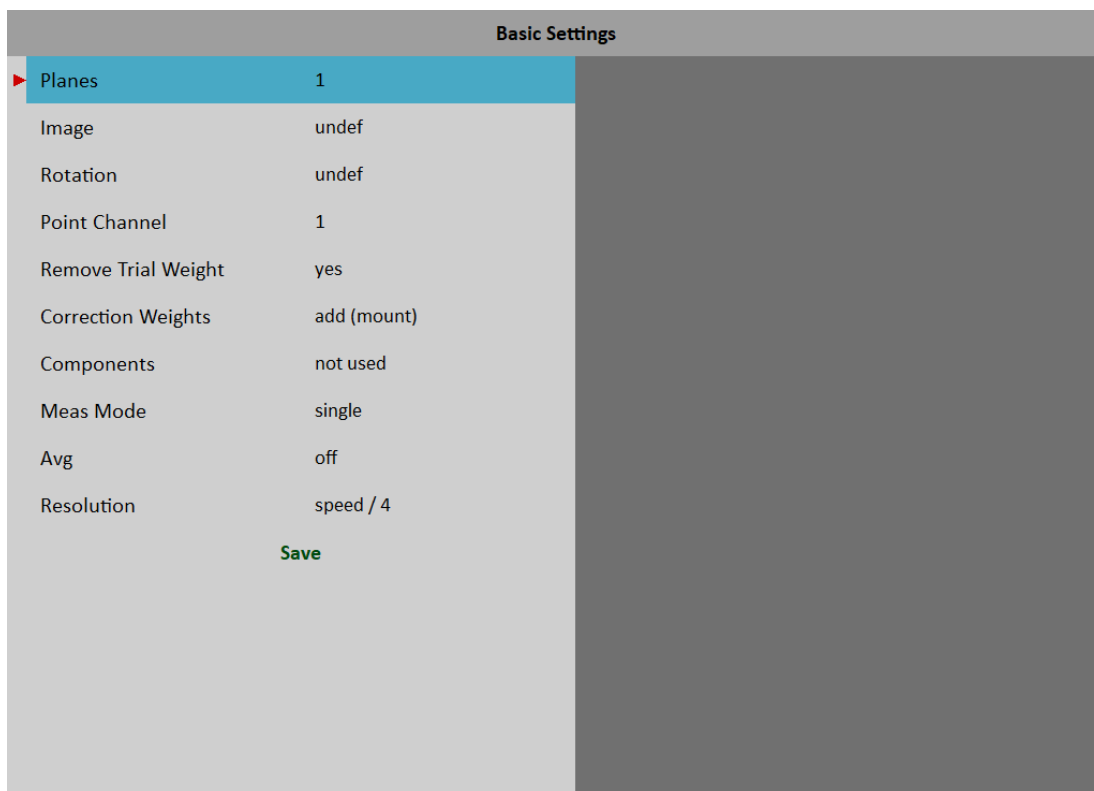 Basic Settings
Planes 1
Image undef
Rotation undef
Point Channel 1
Remove Trial Weight yes
Correction Weights add (mount)
Components not used
Meas Mode single
Avg off
Resolution speed / 4
Save